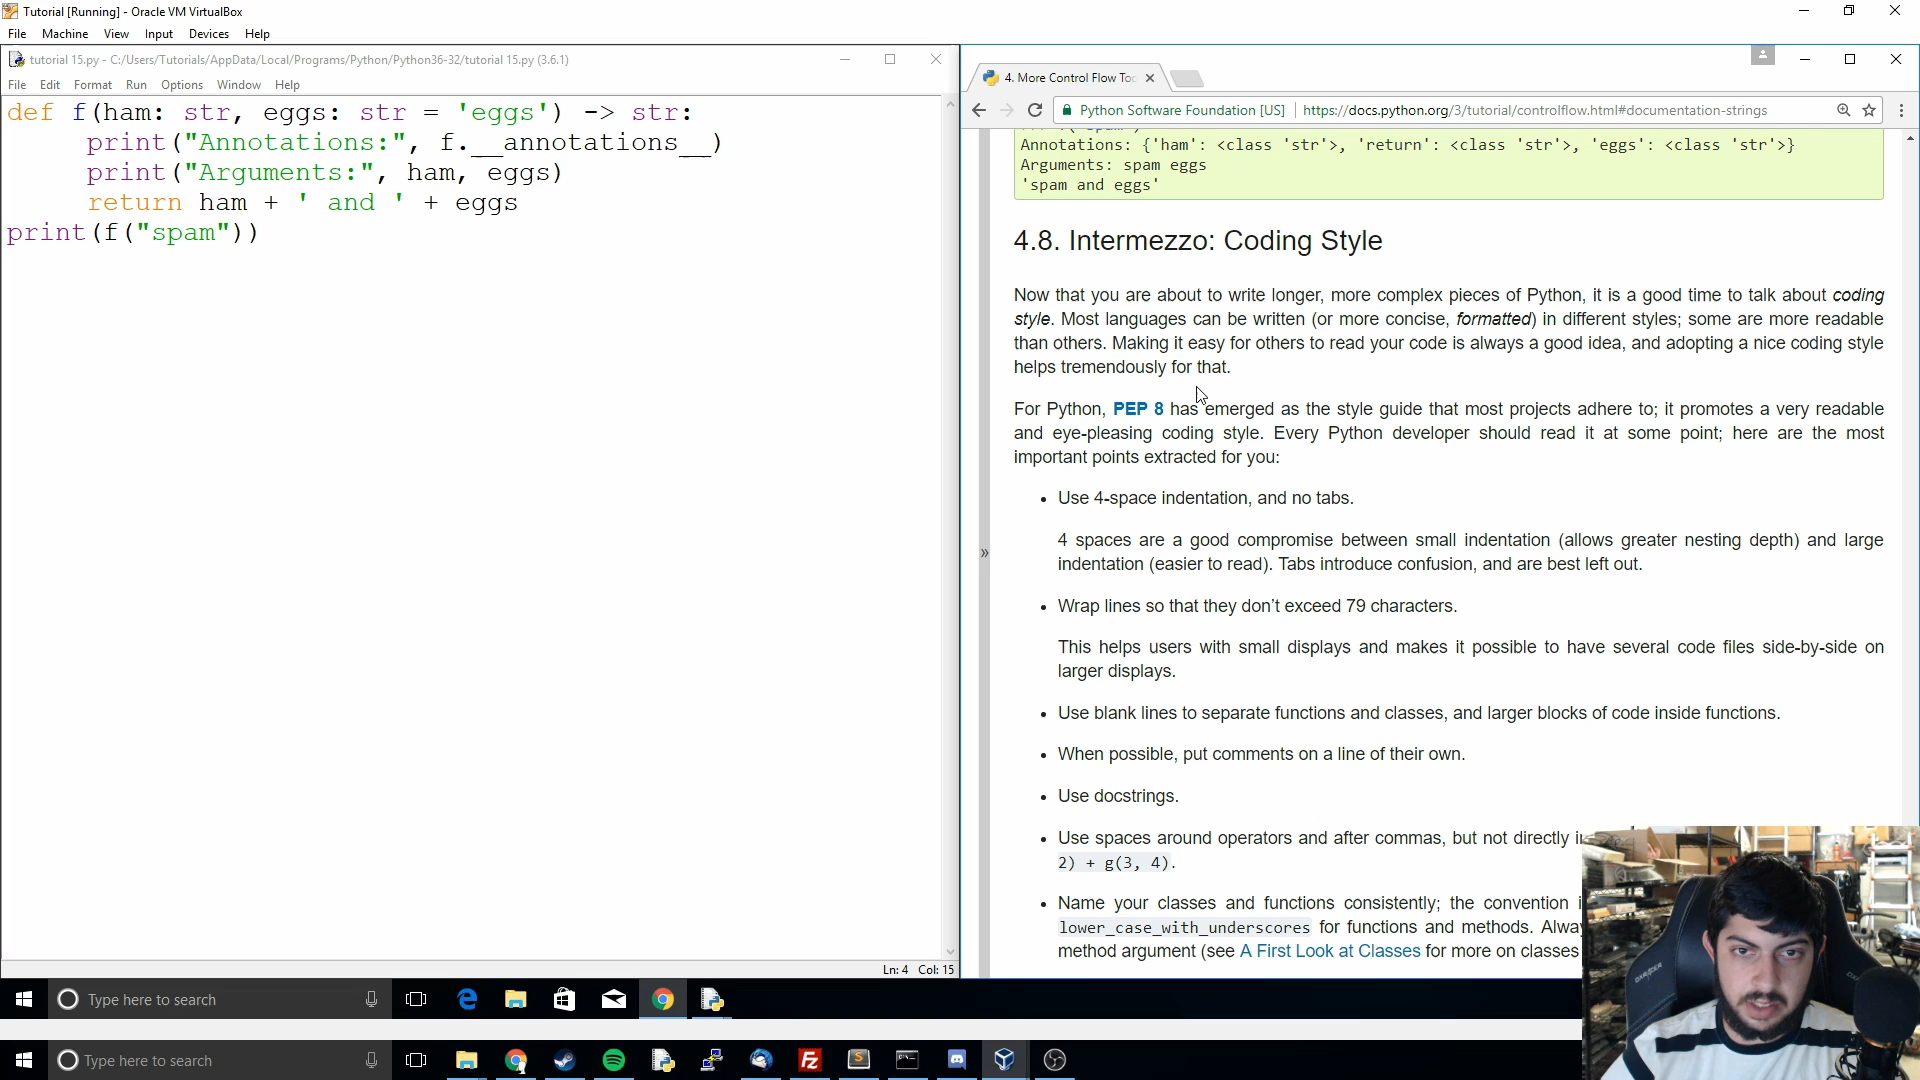 Tutorial [Running] - Oracle VM VirtualBox
File Machine View Input Devices Help
tutorial 15.py - C:/Users/Tutorials/AppData/Local/Programs/Python/Python36-32/tutorial 15.py (3.6.1)
File Edit Format Run Options Window Help
def f(ham: str, eggs: str = 'eggs') -> str:
print("Annotations:", f.__annotations__)
print("Arguments:", ham, eggs)
return ham + ' and ' + eggs
print(f("spam"))
Ln: 4 Col: 15
4. More Control Flow Too
Python Software Foundation [US] https://docs.python.org/3/tutorial/controlflow.html#documentation-strings
Annotations: {'ham': <class 'str'>, 'return': <class 'str'>, 'eggs': <class 'str'>}
Arguments: spam eggs
'spam and eggs'
4.8. Intermezzo: Coding Style
Now that you are about to write longer, more complex pieces of Python, it is a good time to talk about coding
style. Most languages can be written (or more concise, formatted) in different styles; some are more readable
than others. Making it easy for others to read your code is always a good idea, and adopting a nice coding style
helps tremendously for that.
For Python, PEP 8 has emerged as the style guide that most projects adhere to; it promotes a very readable
and eye-pleasing coding style. Every Python developer should read it at some point; here are the most
important points extracted for you:
• Use 4-space indentation, and no tabs.
4 spaces are a good compromise between small indentation (allows greater nesting depth) and large
indentation (easier to read). Tabs introduce confusion, and are best left out.
• Wrap lines so that they don't exceed 79 characters.
This helps users with small displays and makes it possible to have several code files side-by-side on
larger displays.
• Use blank lines to separate functions and classes, and larger blocks of code inside functions.
• When possible, put comments on a line of their own.
• Use docstrings.
• Use spaces around operators and after commas, but not directly
2) + g(3, 4).
• Name your classes and functions consistently; the convention
lower_case_with_underscores for functions and methods. Alway
method argument (see A First Look at Classes for more on classes
Type here to search
Type here to search